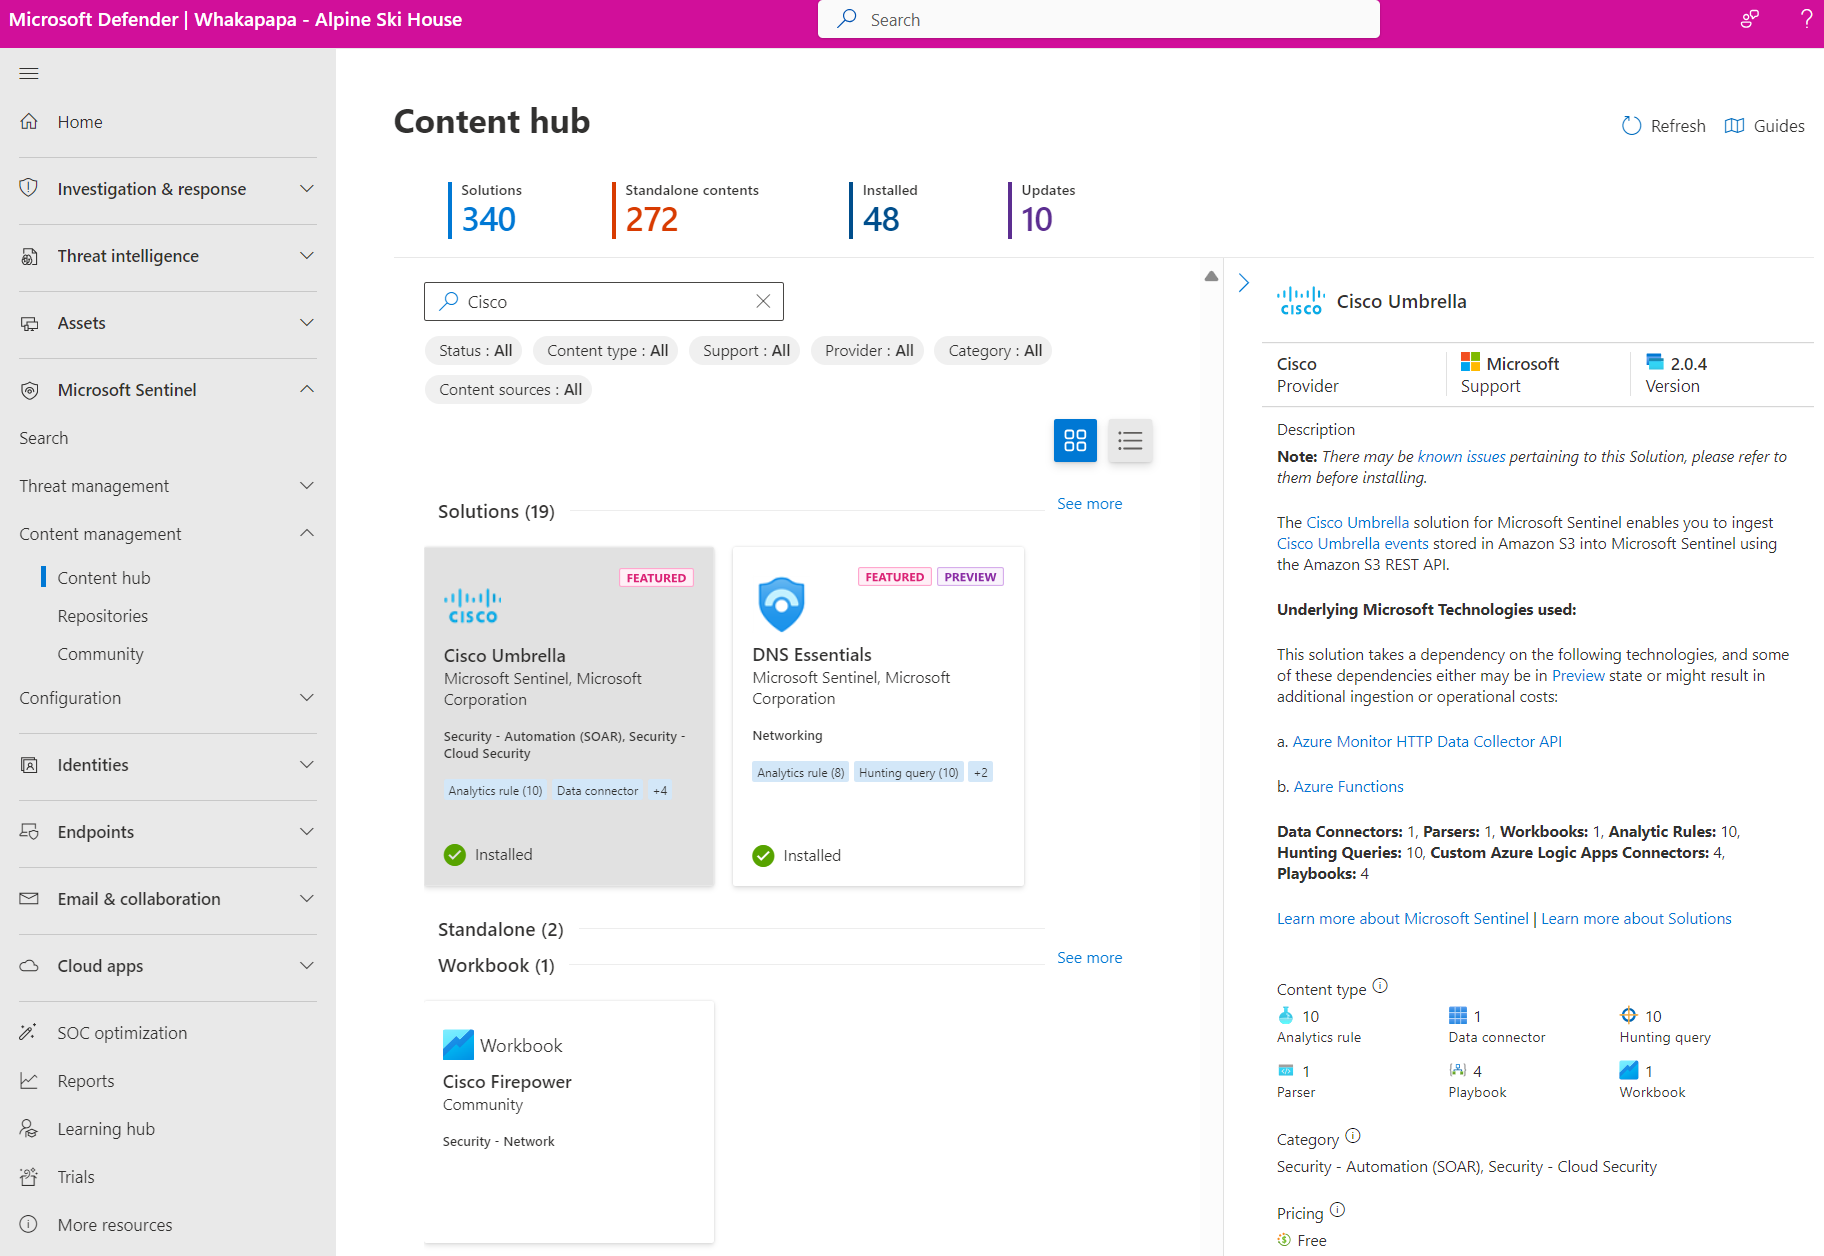 Microsoft Defender | Whakapapa - Alpine Ski House
Search
?
Home
Investigation & response
Threat intelligence
Assets
Microsoft Sentinel
Search
Threat management
Content management
Content hub
Repositories
Community
Configuration
Identities
Endpoints
Email & collaboration
Cloud apps
SOC optimization
Reports
Learning hub
Trials
More resources
Content hub
Refresh
Guides
Solutions
340
Standalone contents
272
Installed
48
Updates
10
Cisco
Status : All
Content type : All
Support : All
Provider : All
Category : All
Content sources : All
Solutions (19)
See more
FEATURED
CISCO
Cisco Umbrella
Microsoft Sentinel, Microsoft
Corporation
Security - Automation (SOAR), Security -
Cloud Security
Analytics rule (10) Data connector +4
Installed
FEATURED PREVIEW
DNS Essentials
Microsoft Sentinel, Microsoft
Corporation
Networking
Analytics rule (8) Hunting query (10) +2
Installed
Standalone (2)
Workbook (1)
See more
Workbook
Cisco Firepower
Community
Security - Network
CISCO
Cisco Umbrella
Cisco
Provider
Microsoft
Support
2.0.4
Version
Description
Note: There may be known issues pertaining to this Solution, please refer to
them before installing.
The Cisco Umbrella solution for Microsoft Sentinel enables you to ingest
Cisco Umbrella events stored in Amazon S3 into Microsoft Sentinel using
the Amazon S3 REST API.
Underlying Microsoft Technologies used:
This solution takes a dependency on the following technologies, and some
of these dependencies either may be in Preview state or might result in
additional ingestion or operational costs:
a. Azure Monitor HTTP Data Collector API
b. Azure Functions
Data Connectors: 1, Parsers: 1, Workbooks: 1, Analytic Rules: 10,
Hunting Queries: 10, Custom Azure Logic Apps Connectors: 4,
Playbooks: 4
Learn more about Microsoft Sentinel | Learn more about Solutions
Content type
10
Analytics rule
1
Data connector
10
Hunting query
1
Parser
4
Playbook
1
Workbook
Category
Security - Automation (SOAR), Security - Cloud Security
Pricing
Free